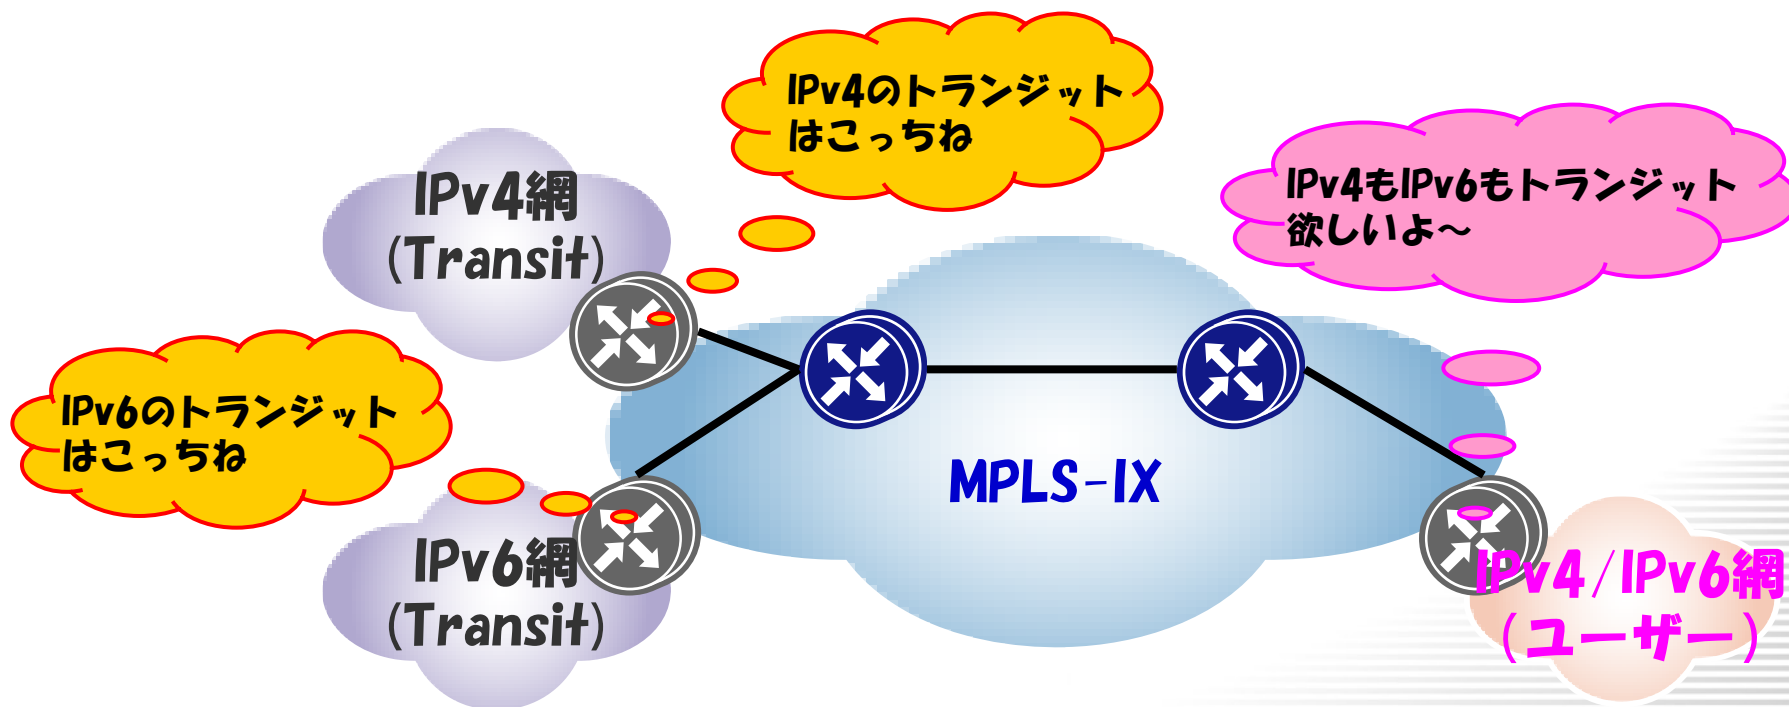 IPv4のトランジット
はこっちね
IPv4もIPv6もトランジット
欲しいよ～
IPv4網
(Transit)
IPv6のトランジット
はこっちね
MPLS-IX
IPv6網
(Transit)
IPv4/IPv6網
(ユーザー)